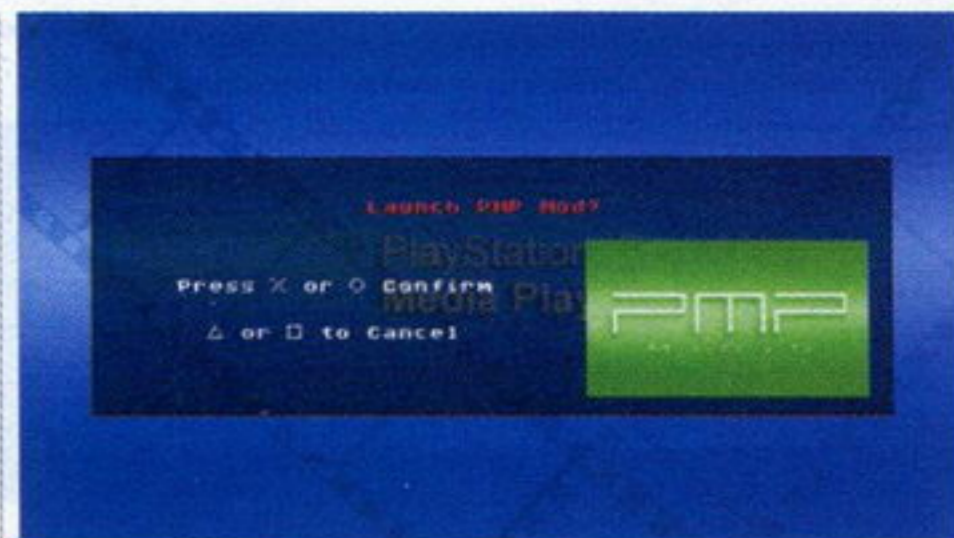 Launch PMP Mod?
PlayStation
Media Play
Press X or O Confirm
△ or □ to Cancel
PMP